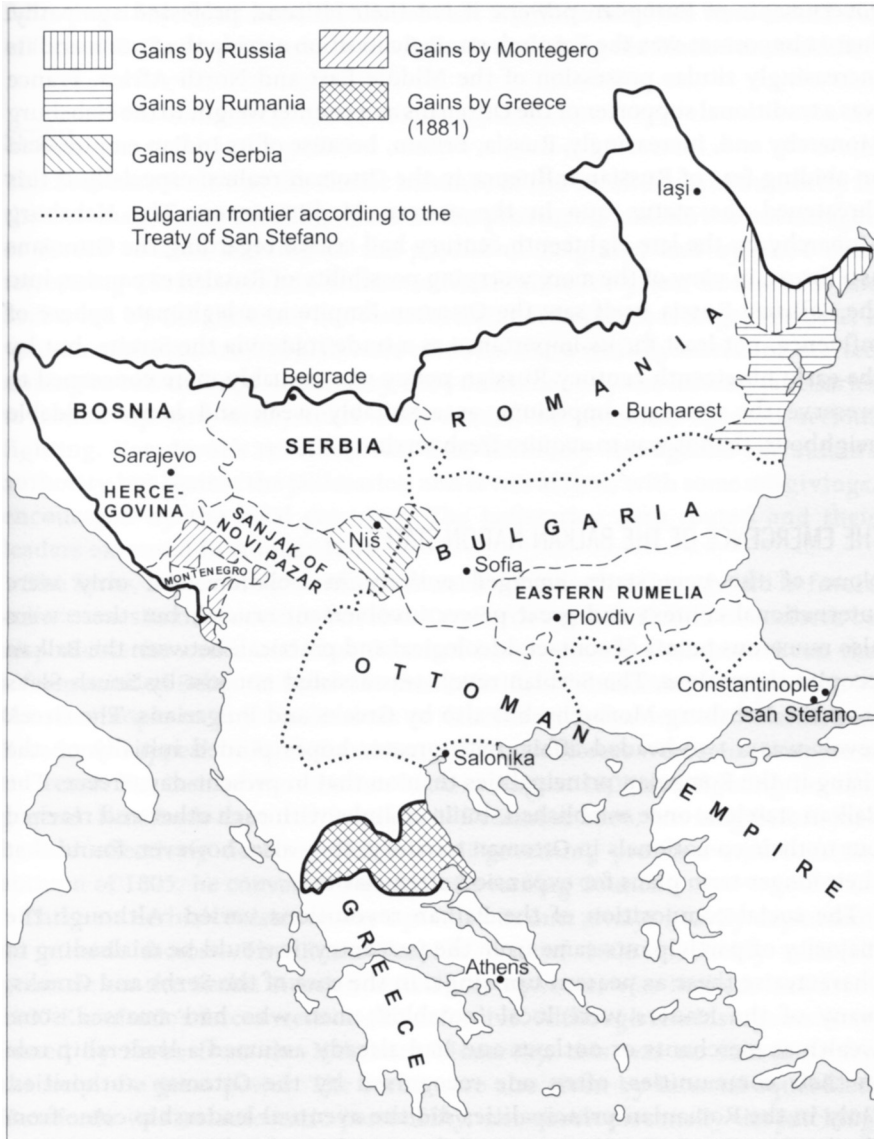 Gains by Russia
Gains by Montegero
Gains by Rumania
Gains by Greece
(1881)
Gains by Serbia
Bulgarian frontier according to the
Treaty of San Stefano
Iaşi
ROMANIA
Belgrade
BOSNIA
Bucharest
SERBIA
Sarajevo
HERCE-
GOVINA
SANJAK OF
NOVI PAZAR
Niš
BULGARIA
MONTENEGRO
Sofia
EASTERN RUMELIA
Plovdiv
OTTOMAN
EMPIRE
Constantinople
San Stefano
Salonika
GREECE
Athens